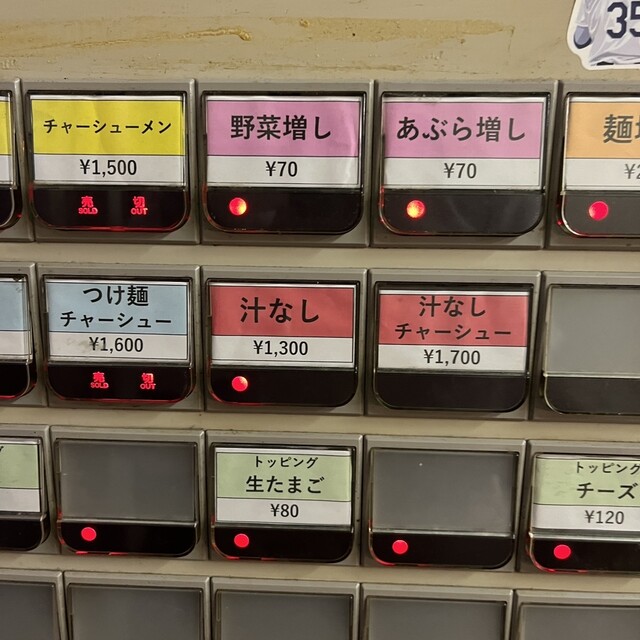 35
チャーシューメン
¥1,500
売 切
SOLD OUT
野菜増し
¥70
あぶら増し
¥70
麺
つけ麺
チャーシュー
¥1,600
売 切
SOLD OUT
汁なし
¥1,300
汁なし
チャーシュー
¥1,700
トッピング
生たまご
¥80
トッピング
チーズ
¥120